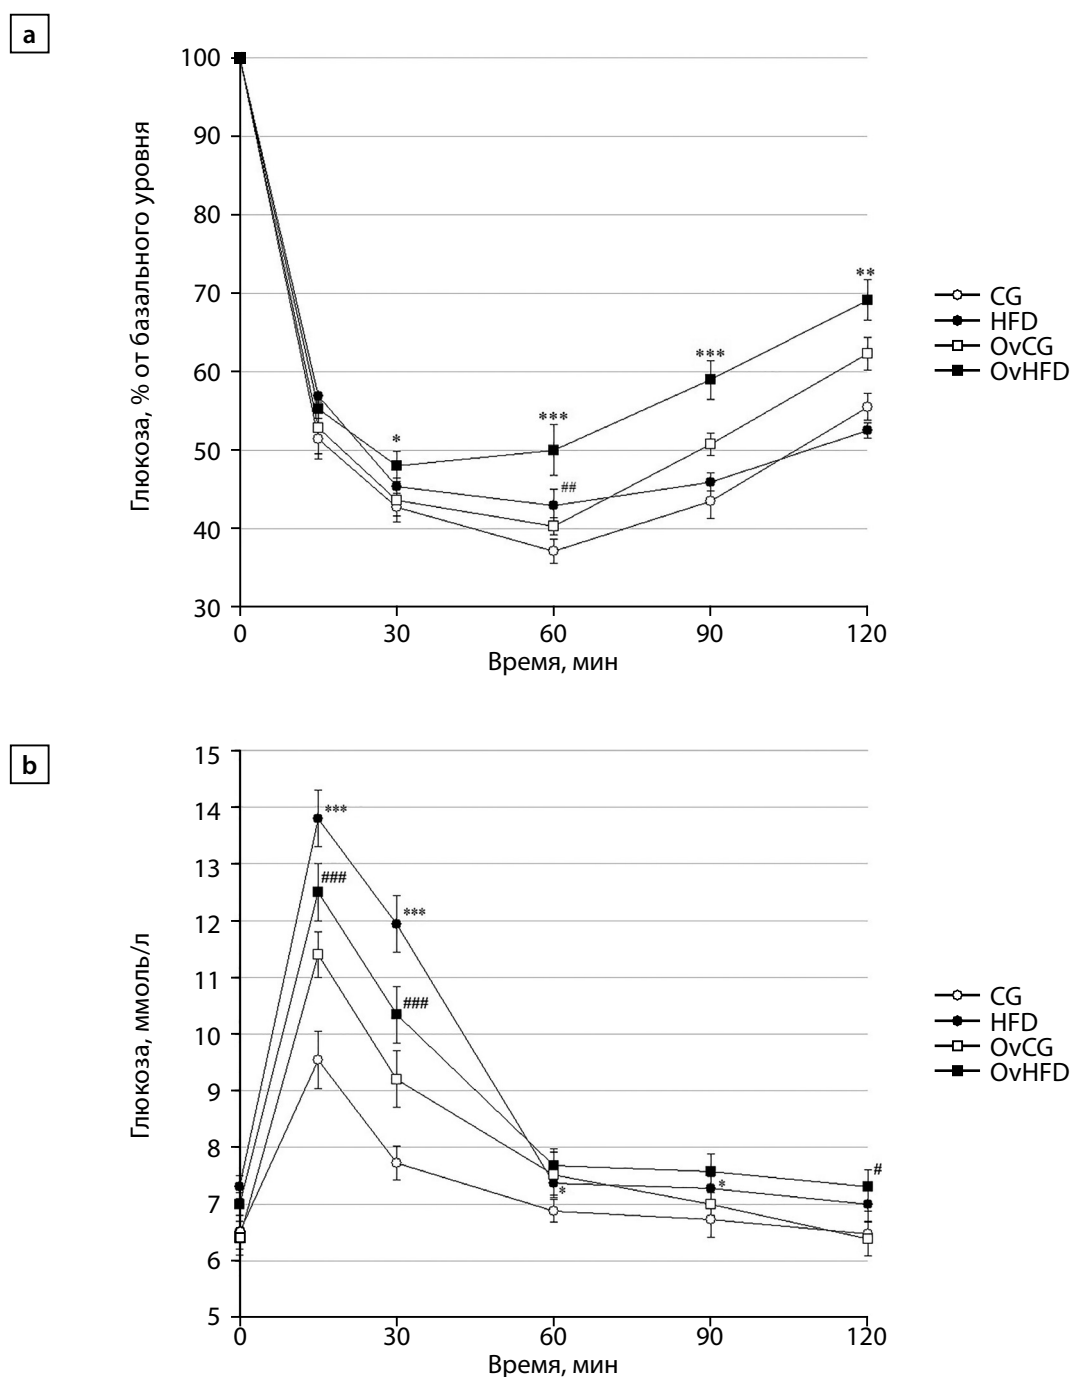 a
Глюкоза, % от базального уровня
100
90
80
70
60
50
40
30
*
***
##
***
**
0
30
60
90
120
Время, мин
CG
HFD
OvCG
OvHFD
b
Глюкоза, ммоль/л
15
14
13
12
11
10
9
8
7
6
5
***
###
***
###
*
*
#
0
30
60
90
120
Время, мин
CG
HFD
OvCG
OvHFD